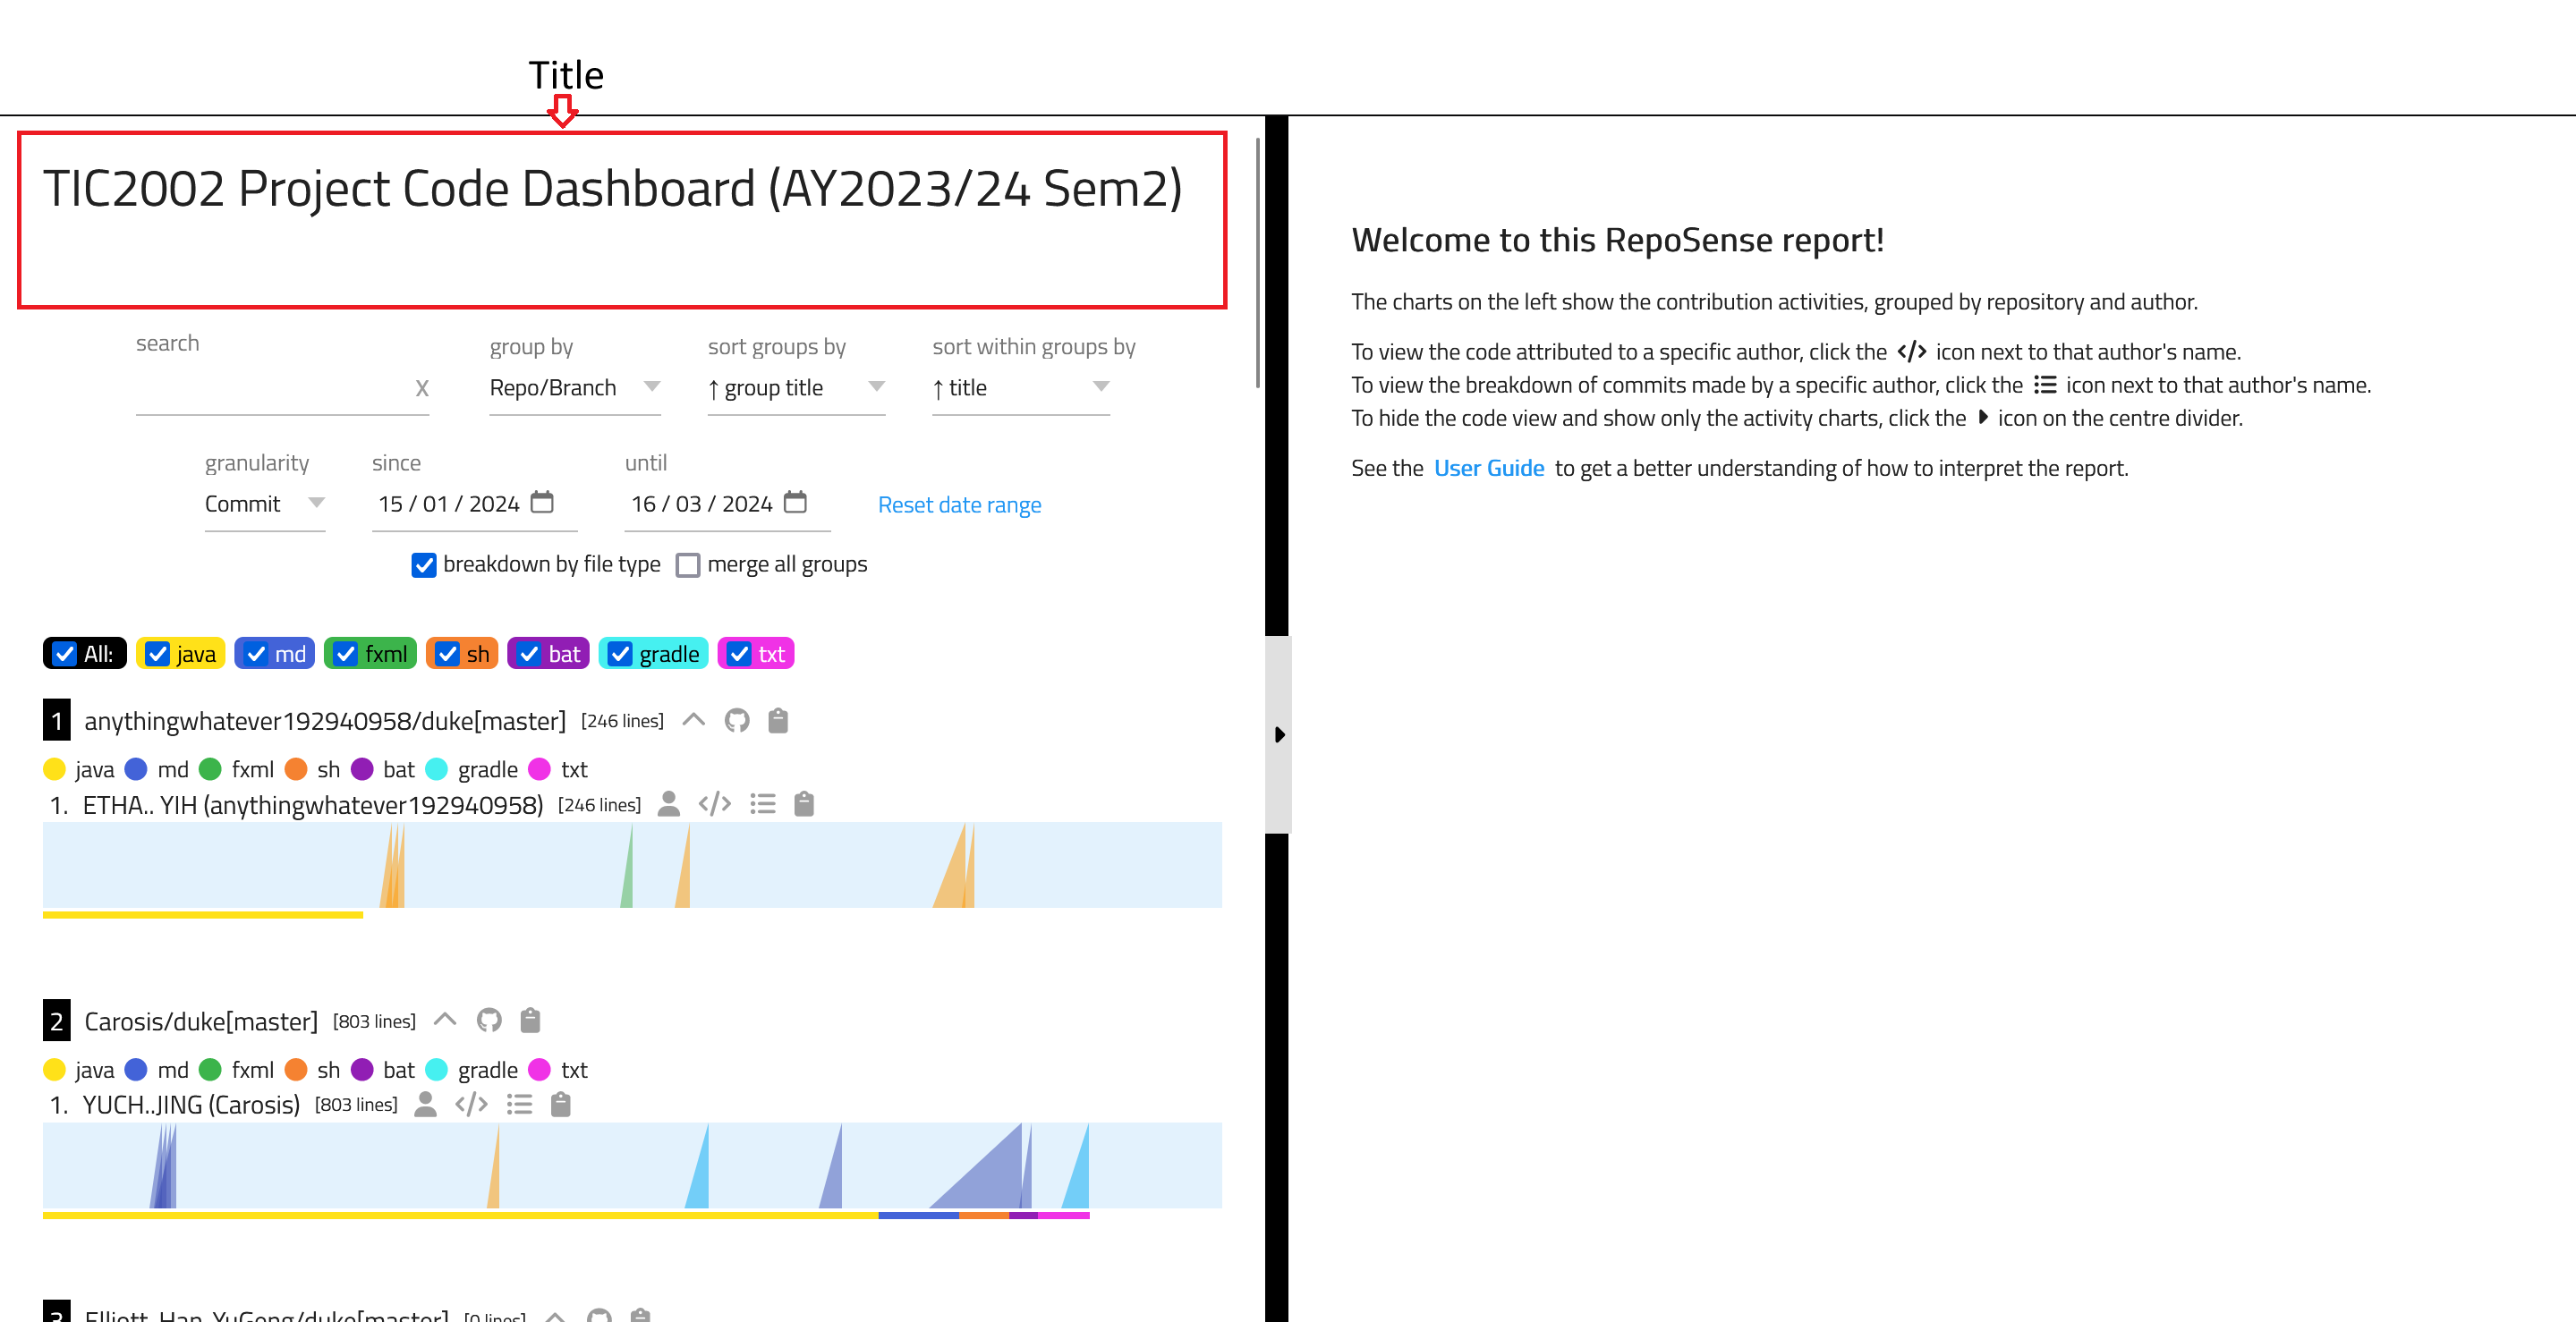 Title
TIC2002 Project Code Dashboard (AY2023/24 Sem2)
search
X
group by
Repo/Branch
sort groups by
↑ group title
sort within groups by
↑ title
granularity
Commit
since
15 / 01 / 2024
until
16 / 03 / 2024
Reset date range
breakdown by file type merge all groups
All: java md fxml sh bat gradle txt
1 anythingwhatever192940958/duke[master] [246 lines]
java md fxml sh bat gradle txt
1. ETHA.. YIH (anythingwhatever192940958) [246 lines] </>
2 Carosis/duke[master] [803 lines]
java md fxml sh bat gradle txt
1. YUCH..JING (Carosis) [803 lines] </>
3 Elliott-Han-YuGeng/duke[master] [0 lines]
Welcome to this RepoSense report!
The charts on the left show the contribution activities, grouped by repository and author.
To view the code attributed to a specific author, click the </> icon next to that author's name.
To view the breakdown of commits made by a specific author, click the icon next to that author's name.
To hide the code view and show only the activity charts, click the icon on the centre divider.
See the User Guide to get a better understanding of how to interpret the report.